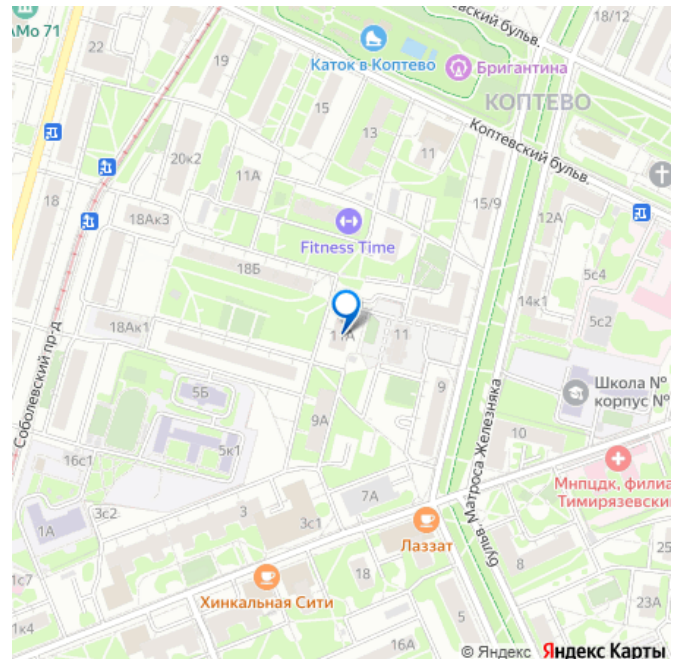 АМо 71
22
19
вский бульв.
18/12
Каток в Коптево
Бригантина
КОПТЕВО
15
13
11
Коптевский бульв.
20к2
11А
18
15/9
12А
18Ак3
Fitness Time
18Б
5с4
14к1
5с2
11А
11
18Ак1
Соболевский пр-д
5Б
9
Школа №
корпус №
9А
5к1
10
16с1
бульв. Матроса Железняка
Мнпцдк, филиа
Тимирязевски
7А
3с2
3
3с1
1А
Лаззат
25
1с7
18
8
Хинкальная Сити
23А
5
1к4
16А
© Яндекс Яндекс Карты